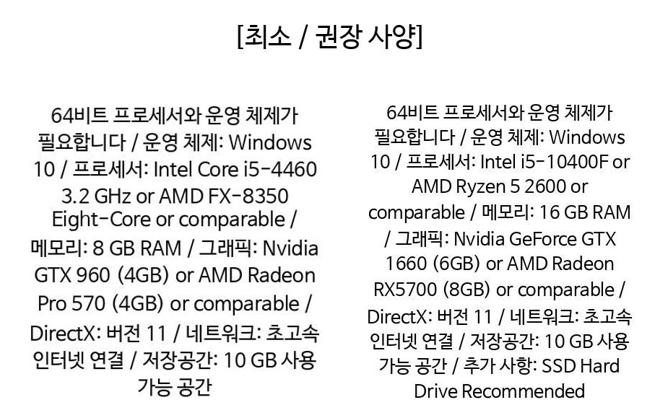 [최소 / 권장 사양]
64비트 프로세서와 운영 체제가
필요합니다 / 운영 체제: Windows
10 / 프로세서: Intel Core i5-4460
3.2 GHz or AMD FX-8350
Eight-Core or comparable /
메모리: 8 GB RAM / 그래픽: Nvidia
GTX 960 (4GB) or AMD Radeon
Pro 570 (4GB) or comparable /
DirectX: 버전 11 / 네트워크: 초고속
인터넷 연결 / 저장공간: 10 GB 사용
가능 공간
64비트 프로세서와 운영 체제가
필요합니다 / 운영 체제: Windows
10 / 프로세서: Intel i5-10400F or
AMD Ryzen 5 2600 or
comparable / 메모리: 16 GB RAM
/ 그래픽: Nvidia GeForce GTX
1660 (6GB) or AMD Radeon
RX5700 (8GB) or comparable /
DirectX: 버전 11 / 네트워크: 초고속
인터넷 연결 / 저장공간: 10 GB 사용
가능 공간 / 추가 사항: SSD Hard
Drive Recommended